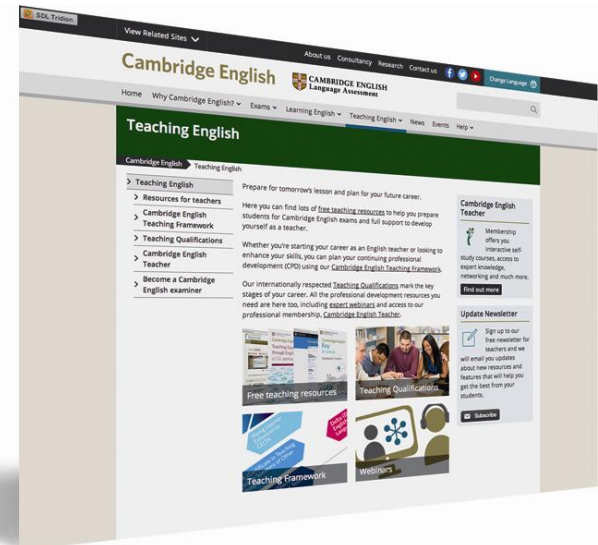 SDL Tridion
View Related Sites
About us Consultancy Research Contact us
Change Language
Cambridge English
CAMBRIDGE ENGLISH
Language Assessment
Home Why Cambridge English? Exams Learning English Teaching English News Events Help
Teaching English
Cambridge English Teaching English
Teaching English
Resources for teachers
Cambridge English
Teaching Framework
Teaching Qualifications
Cambridge English
Teacher
Become a Cambridge
English examiner
Prepare for tomorrow's lesson and plan for your future career.
Here you can find lots of free teaching resources to help you prepare
students for Cambridge English exams and full support to develop
yourself as a teacher.
Whether you're starting your career as an English teacher or looking to
enhance your skills, you can plan your continuing professional
development (CPD) using our Cambridge English Teaching Framework.
Our internationally respected Teaching Qualifications mark the key
stages of your career. All the professional development resources you
need are here too, including expert webinars and access to our
professional membership, Cambridge English Teacher.
Free teaching resources
Teaching Qualifications
Teaching Framework
Webinars
Cambridge English
Teacher
Membership
offers you
interactive self-
study courses, access to
expert knowledge,
networking and much more.
Find out more
Update Newsletter
Sign up to our
free newsletter for
teachers and we
will email you updates
about new resources and
features that will help you
get the best from your
students.
Subscribe